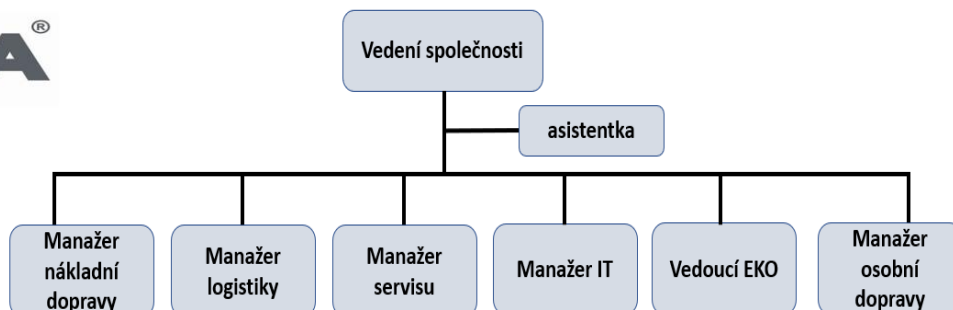 A®
Vedení společnosti
asistentka
Manažer
nákladní
dopravy
Manažer
logistiky
Manažer
servisu
Manažer IT
Vedoucí EKO
Manažer
osobní
dopravy